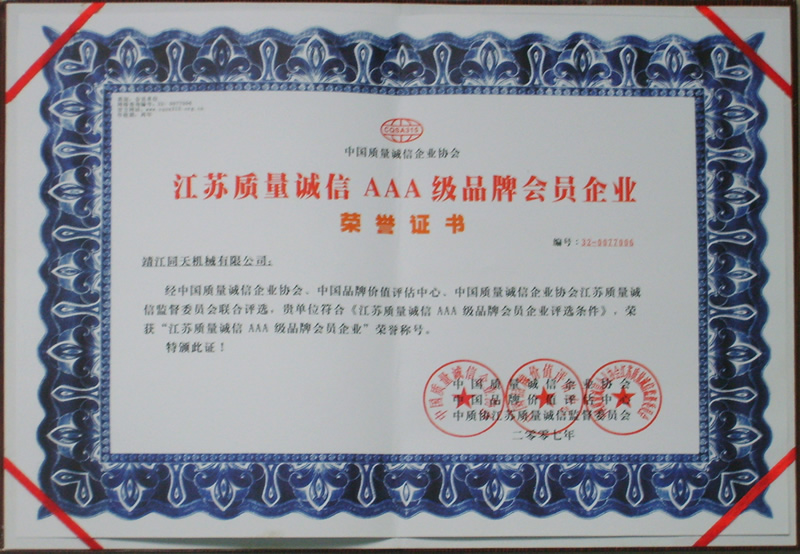 CQSA315
中国质量诚信企业协会
江苏质量诚信 AAA 级品牌会员企业
荣誉证书
编号：32-9877006
靖江同天机械有限公司：
经中国质量诚信企业协会、中国品牌价值评估中心、中国质量诚信企业协会江苏质量诚
信监督委员会联合评选，贵单位符合《江苏质量诚信 AAA 级品牌会员企业评选条件》，荣
获“江苏质量诚信 AAA 级品牌会员企业”荣誉称号。
特颁此证！
中国质量诚信企业协会
中国品牌价值评估中心
中质协江苏质量诚信监督委员会
二零零七年